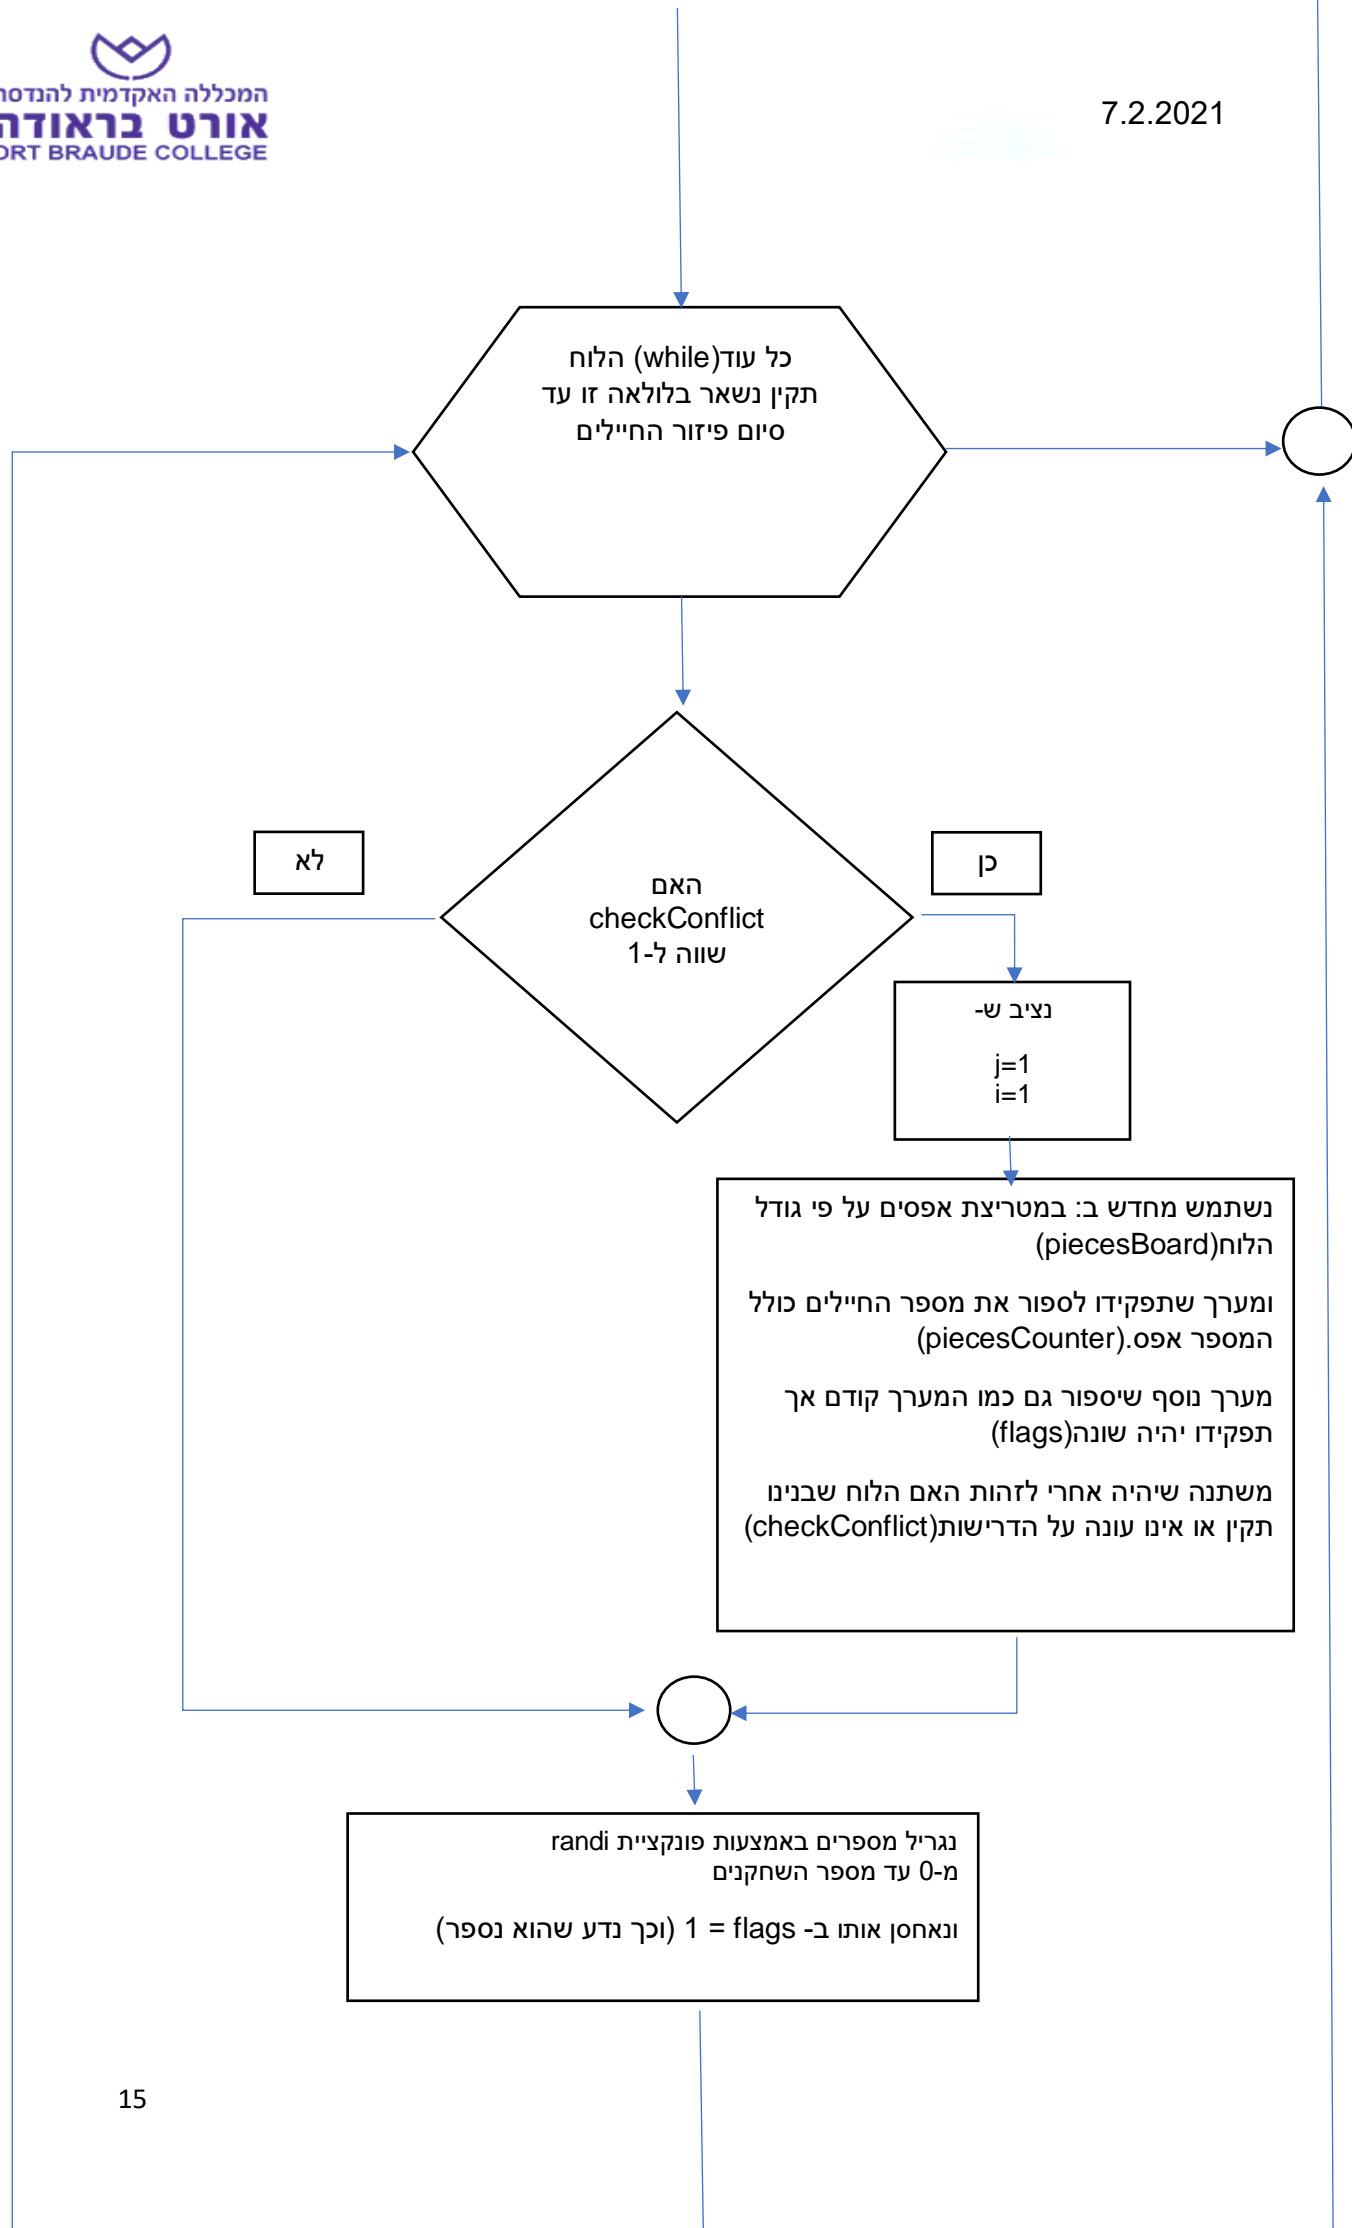 המכללה האקדמית להנדסה
אורט בראודה
ORT BRAUDE COLLEGE
7.2.2021
כל עוד(while) הלוח
תקין נשאר בלולאה זו עד
סיום פיזור החיילים
לא
האם
checkConflict
שווה ל-1
כן
נציב ש-
j=1
i=1
נשתמש מחדש ב: במטריצת אפסים על פי גודל
הלוח(piecesBoard)
ומערך שתפקידו לספור את מספר החיילים כולל
המספר אפס.(piecesCounter)
מערך נוסף שיספור גם כמו המערך קודם אך
תפקידו יהיה שונה(flags)
משתנה שיהיה אחרי לזהות האם הלוח שבנינו
תקין או אינו עונה על הדרישות(checkConflict)
נגריל מספרים באמצעות פונקציית randi
מ-0 עד מספר השחקנים
ונאחסן אותו ב- flags = 1 (וכך נדע שהוא נספר)
15